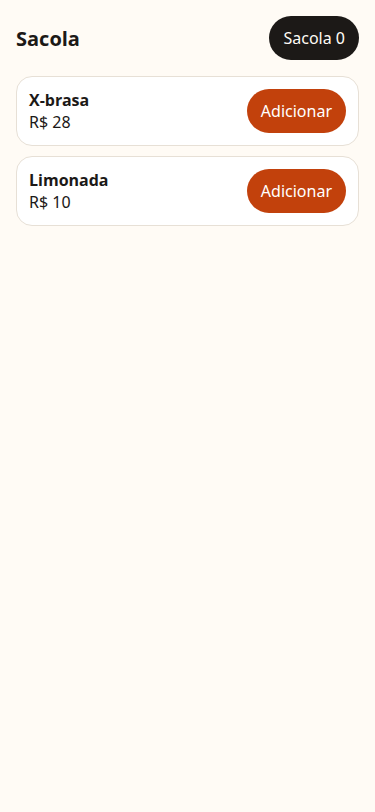 Sacola
Sacola 0
X-brasa
R$ 28
Adicionar
Limonada
R$ 10
Adicionar